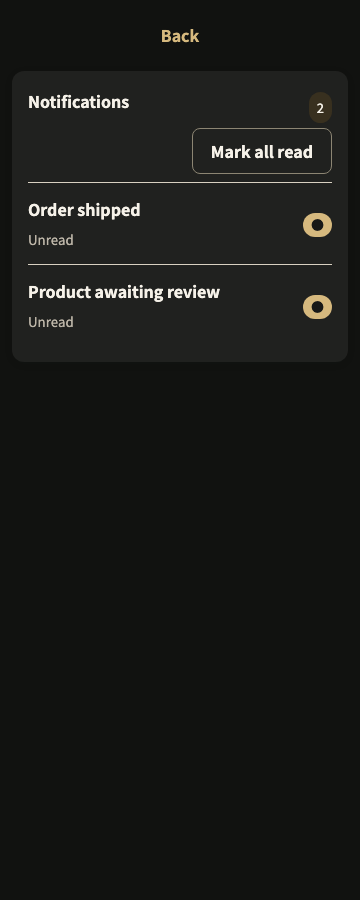 Back
Notifications
2
Mark all read
Order shipped
Unread
Product awaiting review
Unread